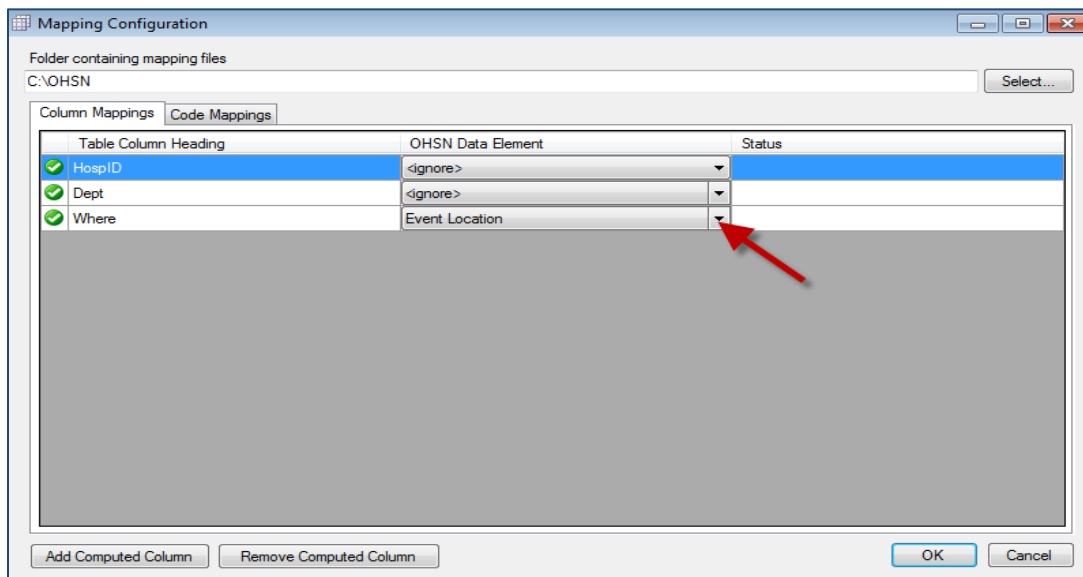 Mapping Configuration
Folder containing mapping files
C:\OHSN
Select...
Column Mappings Code Mappings
Table Column Heading OHSN Data Element Status
HospID <ignore>
Dept <ignore>
Where Event Location
Add Computed Column Remove Computed Column OK Cancel